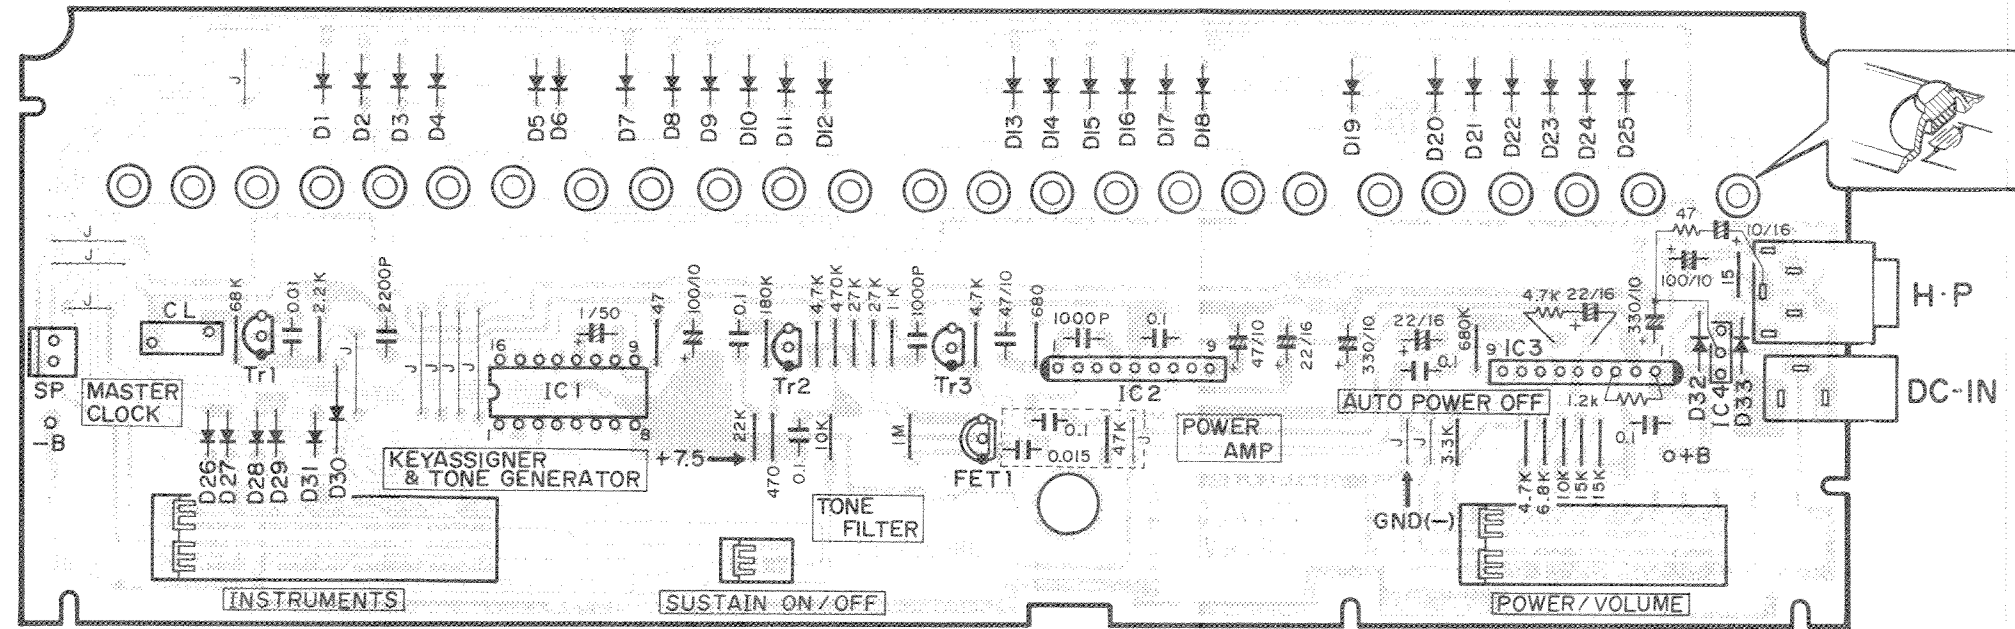 J
D1
D2
D3
D4
D5
D6
D7
D8
D9
D10
D11
D12
D13
D14
D15
D16
D17
D18
D19
D20
D21
D22
D23
D24
D25
J
J
J
CL
68K
0.01
2.2K
2200P
Tr1
SP
MASTER
CLOCK
-B
J
J
J
J
J
1/50
16
9
IC1
1
8
47
100/10
0.1
180K
4.7K
470K
27K
27K
1K
1000P
4.7K
47/10
680
Tr2
Tr3
1000P
0.1
1
9
IC2
47/10
22/16
330/10
22/16
0.1
680K
9
IC3
1
4.7K
22/16
330/10
47
10/16
100/10
15
H·P
DC-IN
D32
IC4
D33
D26
D27
D28
D29
D31
D30
KEYASSIGNER
& TONE GENERATOR
+7.5
22K
470
0.1
10K
1M
FET1
0.1
0.015
47K
J
POWER
AMP
AUTO POWER OFF
1.2k
J
J
3.3K
GND(-)
4.7K
6.8K
10K
15K
15K
0.1
+B
TONE
FILTER
INSTRUMENTS
SUSTAIN ON/OFF
POWER/VOLUME